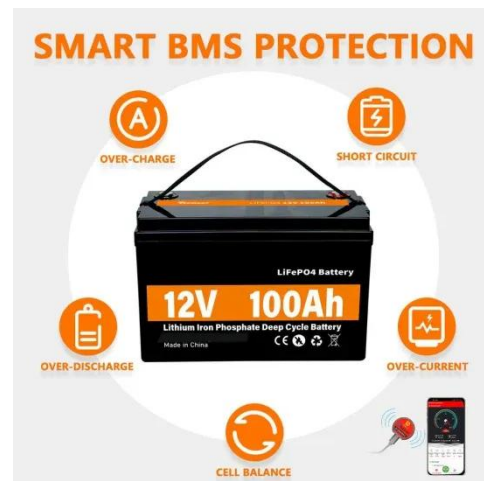 SMART BMS PROTECTION
OVER-CHARGE
SHORT CIRCUIT
LiFePO4 Battery
12V 100Ah
Lithium Iron Phosphate Deep Cycle Battery
Made in China
CE
OVER-DISCHARGE
OVER-CURRENT
CELL BALANCE